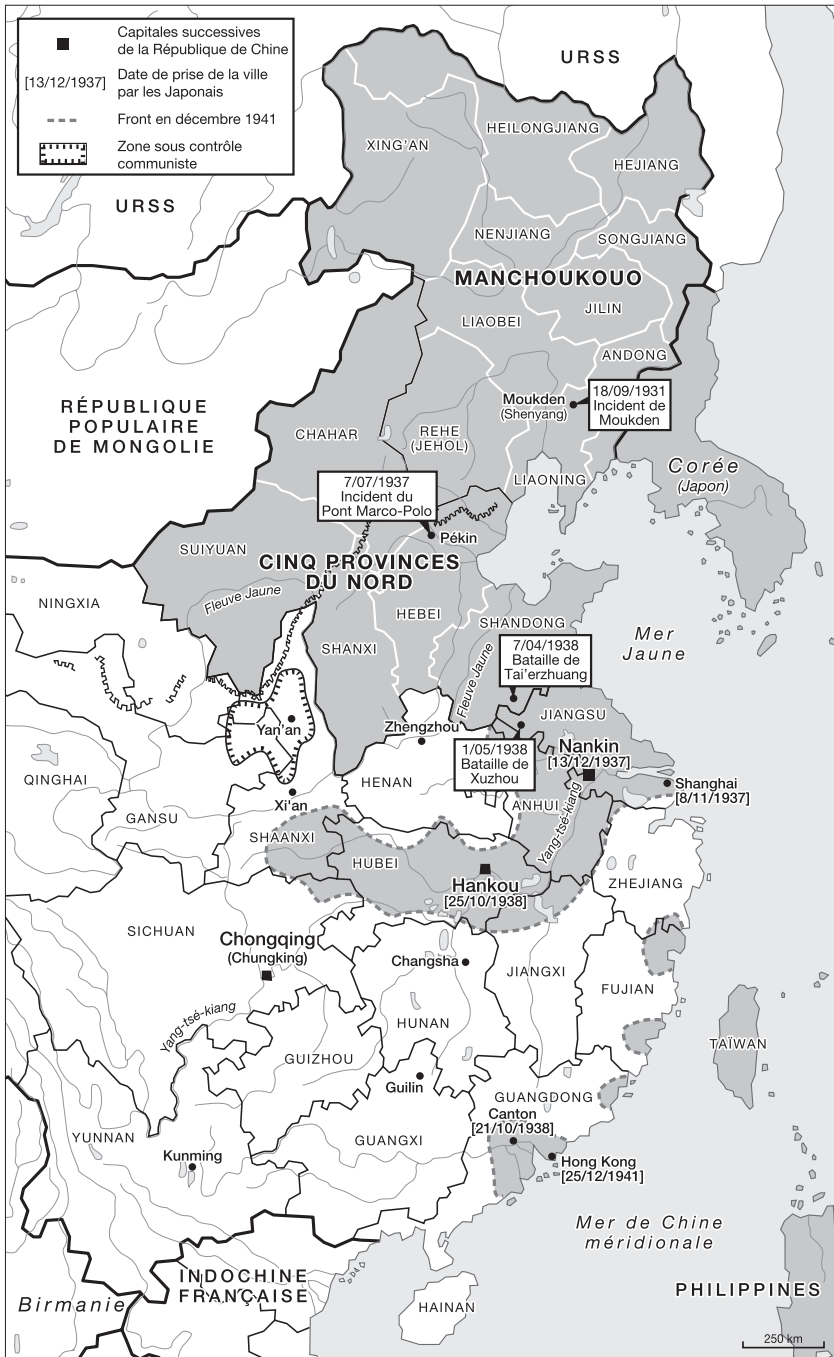 Capitales successives
de la République de Chine
[13/12/1937]
Date de prise de la ville
par les Japonais
Front en décembre 1941
Zone sous contrôle
communiste
URSS
URSS
XING'AN
HEILONGJIANG
HEJIANG
NENJIANG
SONGJIANG
MANCHOUKOUO
JILIN
LIAOBEI
ANDONG
Moukden
(Shenyang)
18/09/1931
Incident de
Moukden
RÉPUBLIQUE
POPULAIRE
DE MONGOLIE
CHAHAR
REHE
(JEHOL)
LIAONING
Corée
(Japon)
7/07/1937
Incident du
Pont Marco-Polo
Pékin
SUIYUAN
CINQ PROVINCES
DU NORD
Fleuve Jaune
NINGXIA
HEBEI
SHANXI
SHANDONG
Mer
Jaune
7/04/1938
Bataille de
Tai'erzhuang
Fleuve Jaune
JIANGSU
Yan'an
Zhengzhou
1/05/1938
Bataille de
Xuzhou
Nankin
[13/12/1937]
QINGHAI
HENAN
Shanghai
[8/11/1937]
Xi'an
ANHUI
Yang-tsé-kiang
GANSU
SHAANXI
HUBEI
Hankou
[25/10/1938]
ZHEJIANG
SICHUAN
Chongqing
(Chungking)
Changsha
JIANGXI
FUJIAN
Yang-tsé-kiang
HUNAN
TAÏWAN
GUIZHOU
Guilin
GUANGDONG
Canton
[21/10/1938]
YUNNAN
GUANGXI
Kunming
Hong Kong
[25/12/1941]
Mer de Chine
méridionale
INDOCHINE
FRANÇAISE
PHILIPPINES
Birmanie
HAINAN
250 km